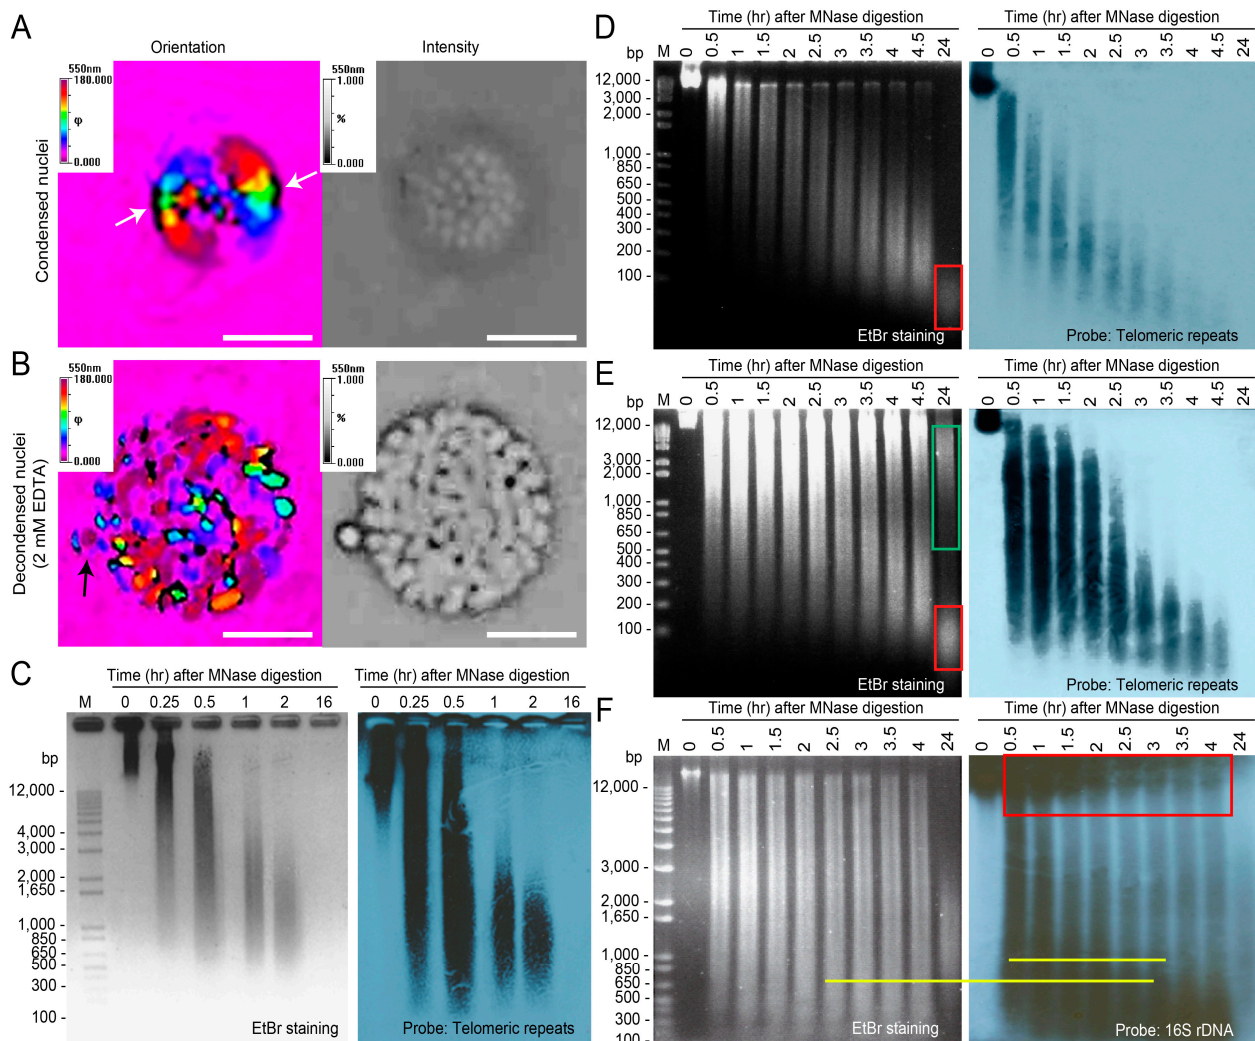 A
Orientation
Intensity
550nm
180.000
φ
0.000
550nm
1.000
%
0.000
Condensed nuclei
B
550nm
180.000
φ
0.000
550nm
1.000
%
0.000
Decondensed nuclei
(2 mM EDTA)
C
Time (hr) after MNase digestion
Time (hr) after MNase digestion
M 0 0.25 0.5 1 2 16
0 0.25 0.5 1 2 16
bp
12,000 -
4,000 -
3,000 -
2,000 -
1,650 -
1,000 -
850 -
650 -
500 -
300 -
100 -
EtBr staining
Probe: Telomeric repeats
D
Time (hr) after MNase digestion
Time (hr) after MNase digestion
bp
M 0 0.5 1 1.5 2 2.5 3 3.5 4 4.5 24
0 0.5 1 1.5 2 2.5 3 3.5 4 4.5 24
12,000 -
3,000 -
2,000 -
1,000 -
850 -
650 -
500 -
400 -
300 -
200 -
100 -
EtBr staining
Probe: Telomeric repeats
E
Time (hr) after MNase digestion
Time (hr) after MNase digestion
bp
M 0 0.5 1 1.5 2 2.5 3 3.5 4 4.5 24
0 0.5 1 1.5 2 2.5 3 3.5 4 4.5 24
12,000 -
3,000 -
2,000 -
1,000 -
850 -
650 -
500 -
400 -
300 -
200 -
100 -
EtBr staining
Probe: Telomeric repeats
F
Time (hr) after MNase digestion
Time (hr) after MNase digestion
bp
M 0 0.5 1 1.5 2 2.5 3 3.5 4 24
0 0.5 1 1.5 2 2.5 3 3.5 4 24
12,000 -
3,000 -
2,000 -
1,650 -
1,000 -
850 -
650 -
500 -
300 -
100 -
EtBr staining
Probe: 16S rDNA